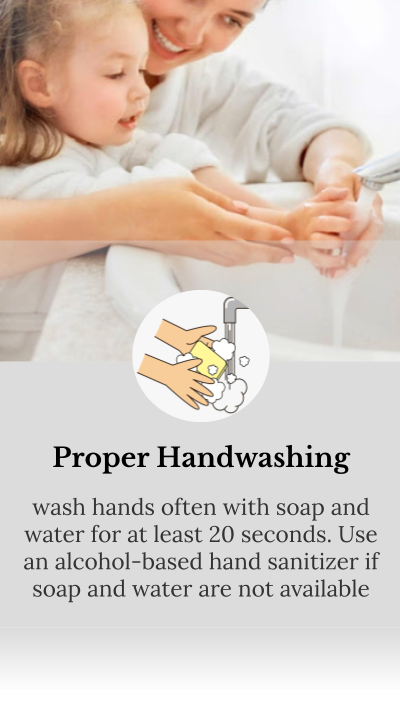 Proper Handwashing
wash hands often with soap and
water for at least 20 seconds. Use
an alcohol-based hand sanitizer if
soap and water are not available